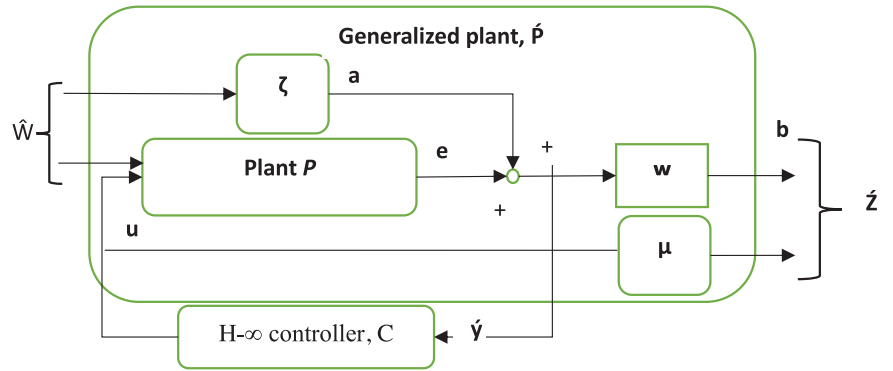 Generalized plant, Ṕ
ζ
a
Ŵ
b
Plant P
e
+
w
+
Ź
u
μ
H-∞ controller, C
ý